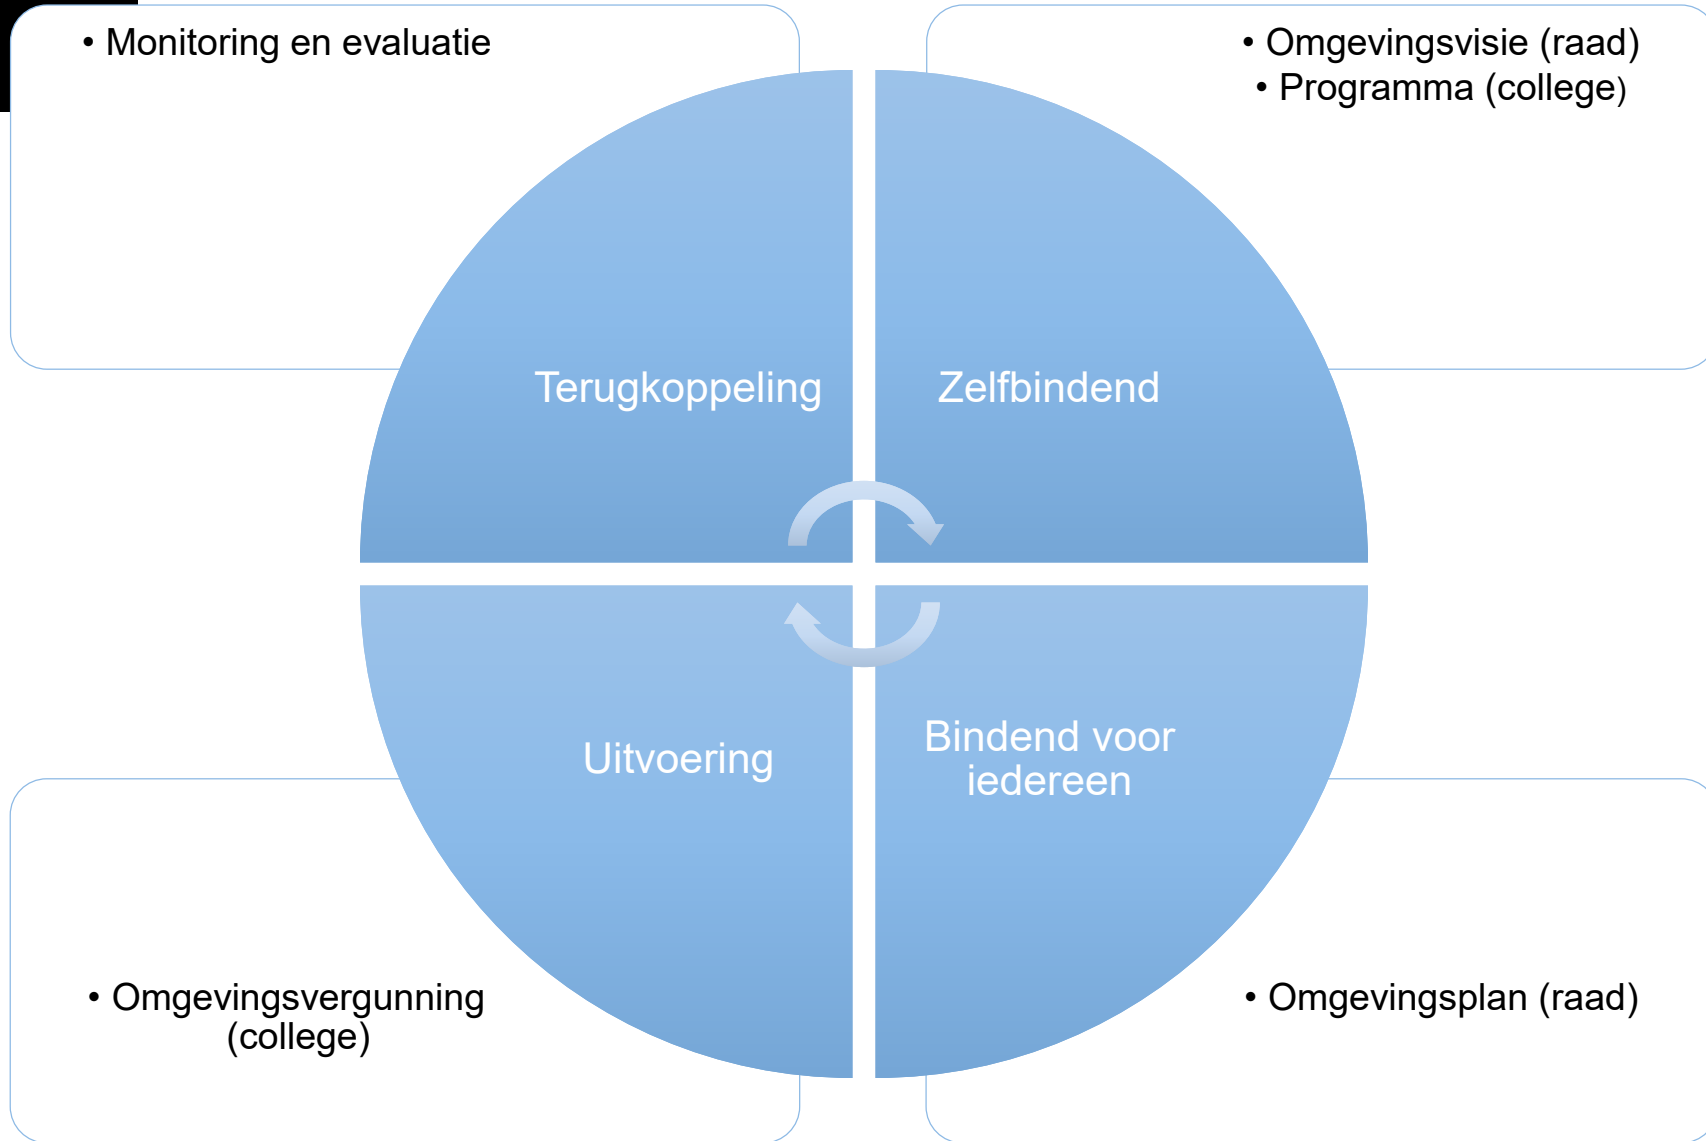 • Monitoring en evaluatie
• Omgevingsvisie (raad)
• Programma (college)
Terugkoppeling
Zelfbindend
Uitvoering
Bindend voor
iedereen
• Omgevingsvergunning
(college)
• Omgevingsplan (raad)